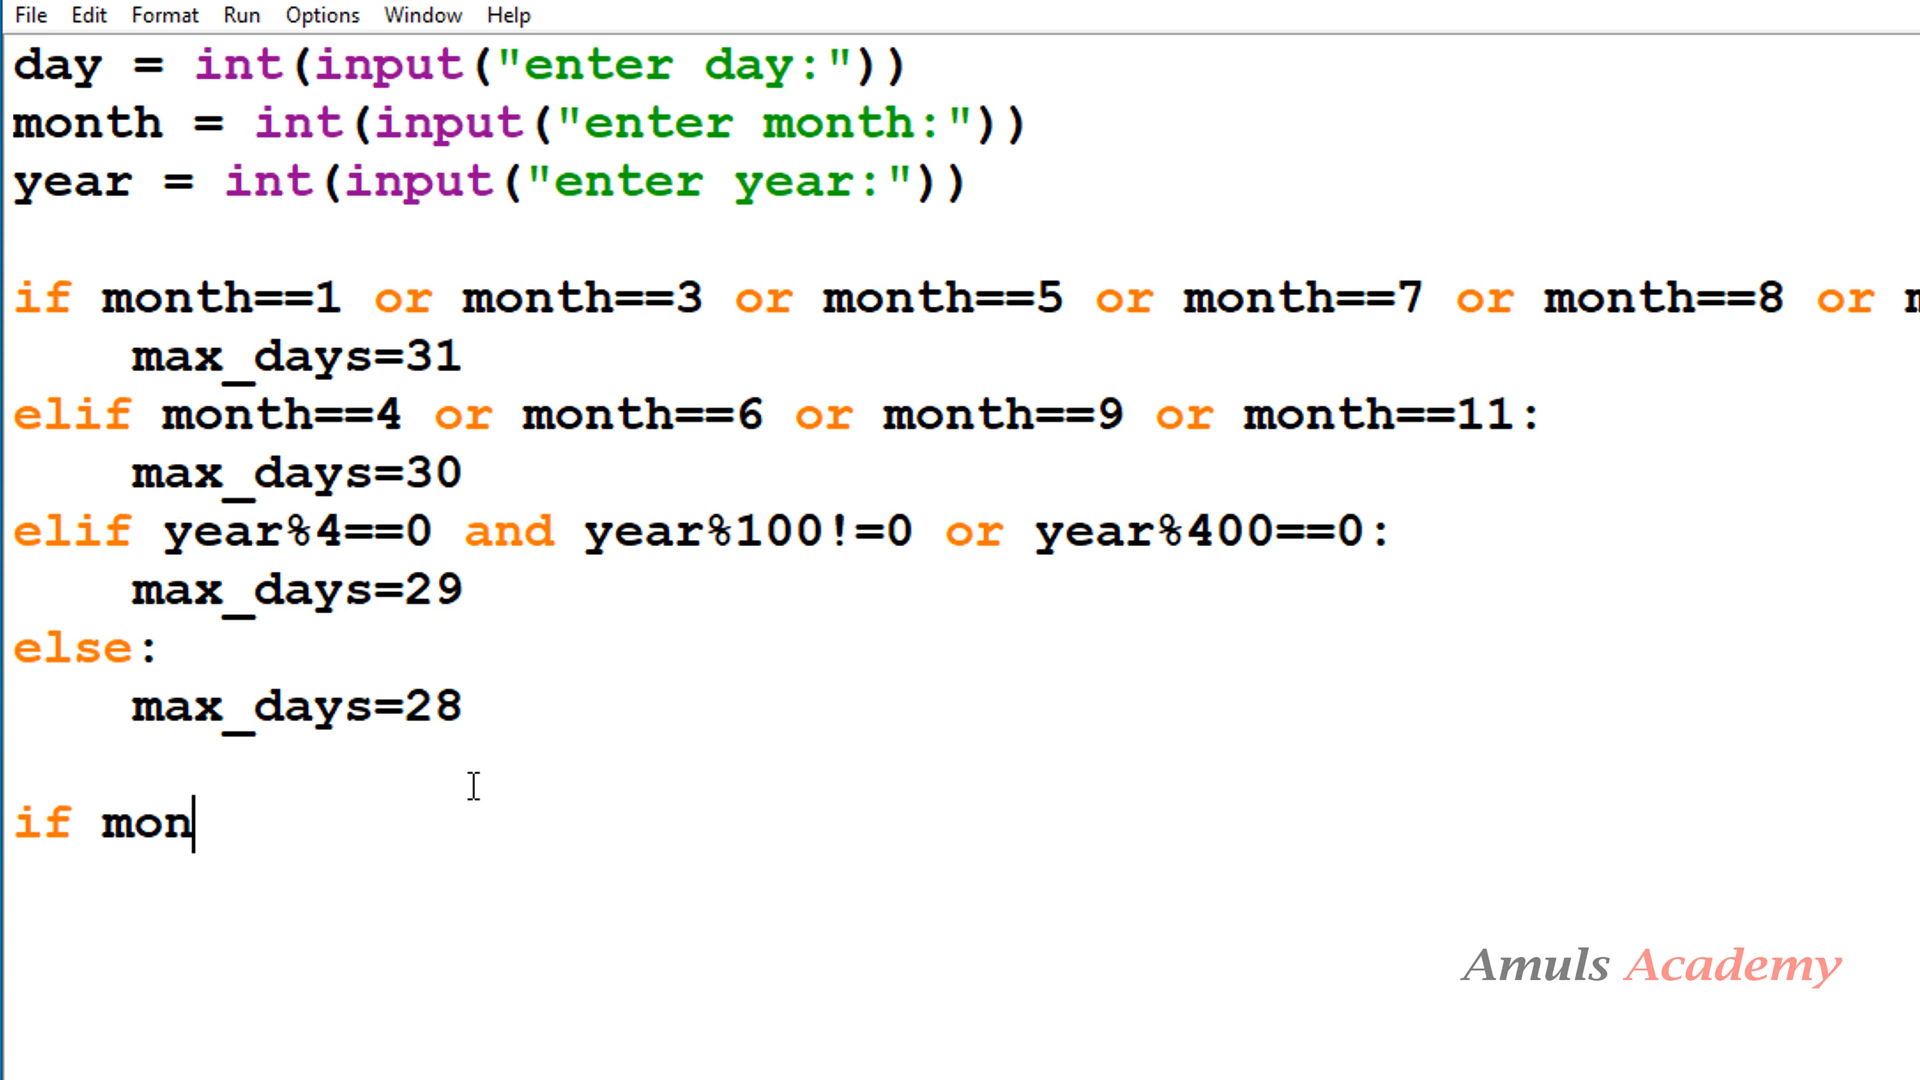 File Edit Format Run Options Window Help
day = int(input("enter day:"))
month = int(input("enter month:"))
year = int(input("enter year:"))
if month==1 or month==3 or month==5 or month==7 or month==8 or
    max_days=31
elif month==4 or month==6 or month==9 or month==11:
    max_days=30
elif year%4==0 and year%100!=0 or year%400==0:
    max_days=29
else:
    max_days=28
if mon
Amuls Academy